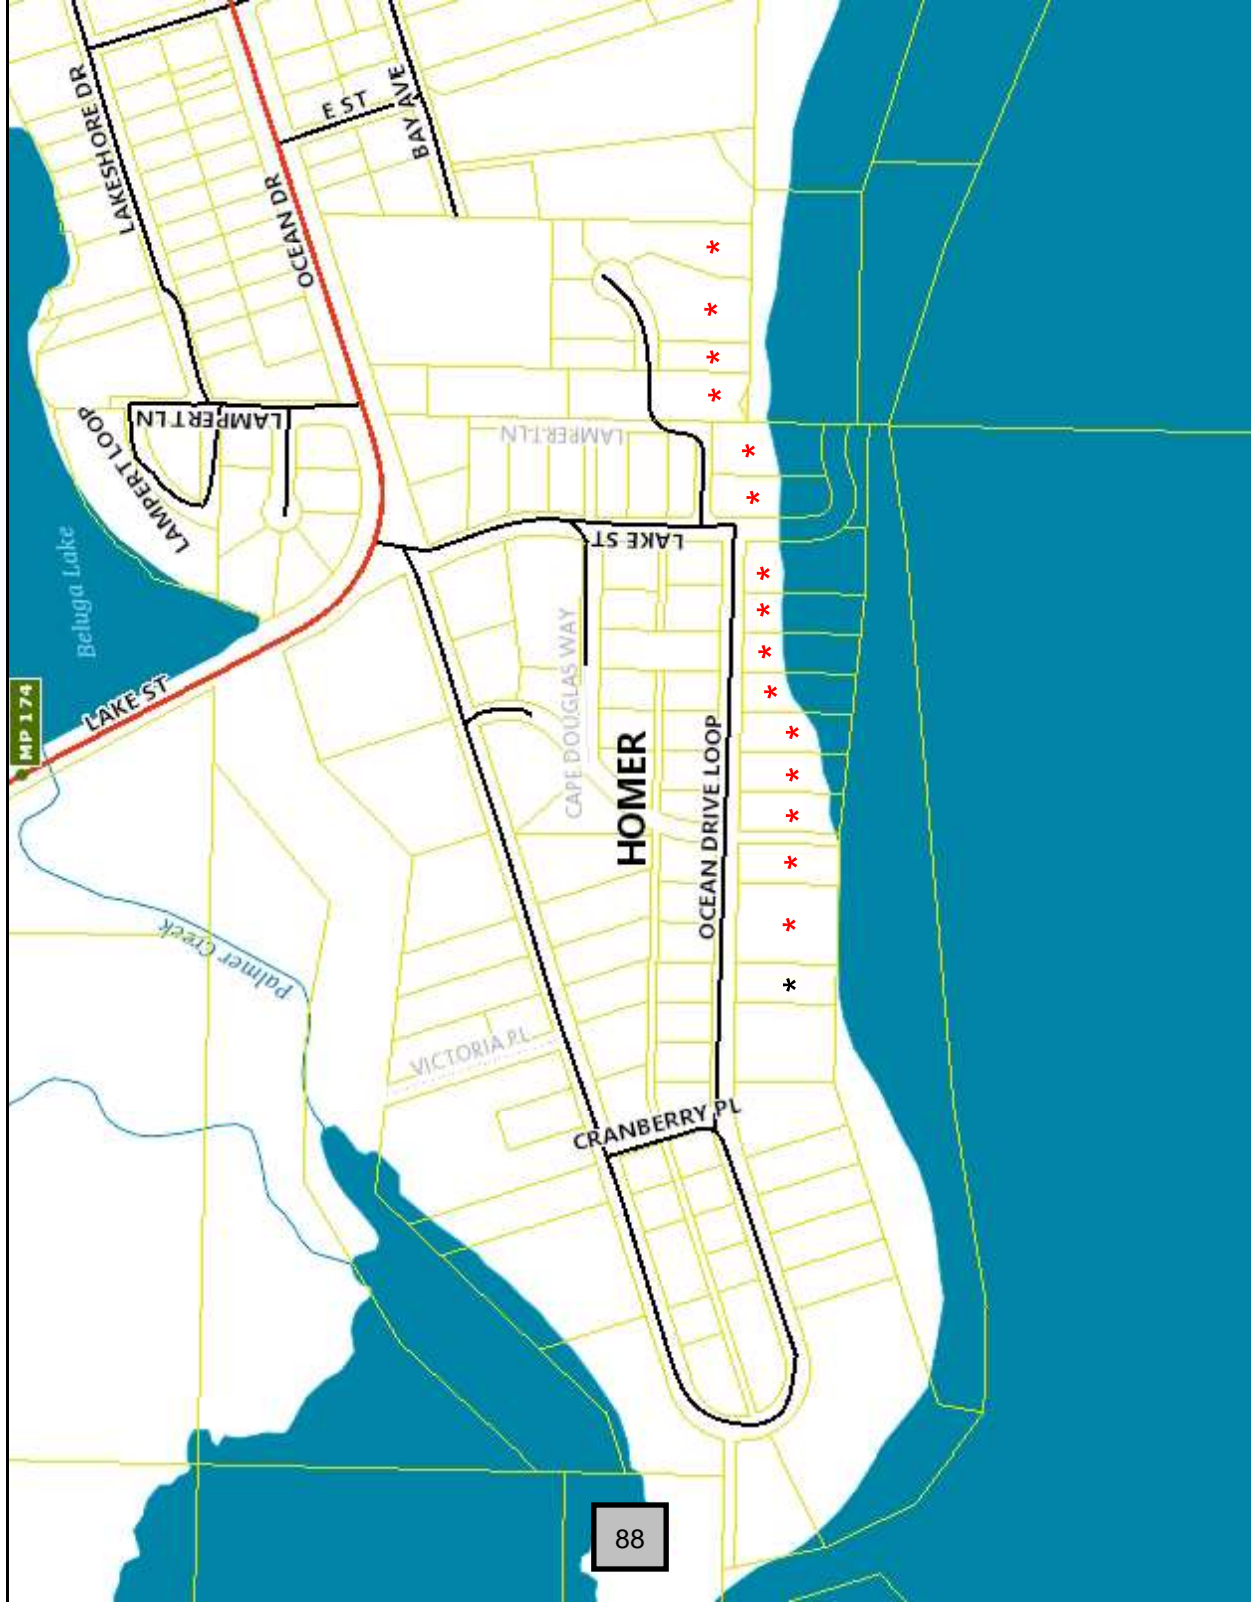 LAKESHORE DR
E ST
BAY AVE
OCEAN DR
*
*
*
*
LAMPERT LN
LAMPERT LOOP
LAMPERT LN
*
*
LAKE ST
Beluga Lake
*
*
*
*
MP 174
LAKE ST
CAPE DOUGLAS WAY
HOMER
OCEAN DRIVE LOOP
*
*
*
*
*
*
Palmer Creek
VICTORIA PL
CRANBERRY PL
88